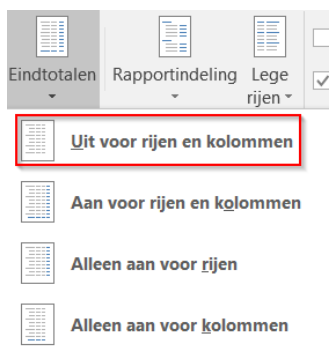 Eindtotalen Rapportindeling Lege
rijen
Uit voor rijen en kolommen
Aan voor rijen en kolommen
Alleen aan voor rijen
Alleen aan voor kolommen